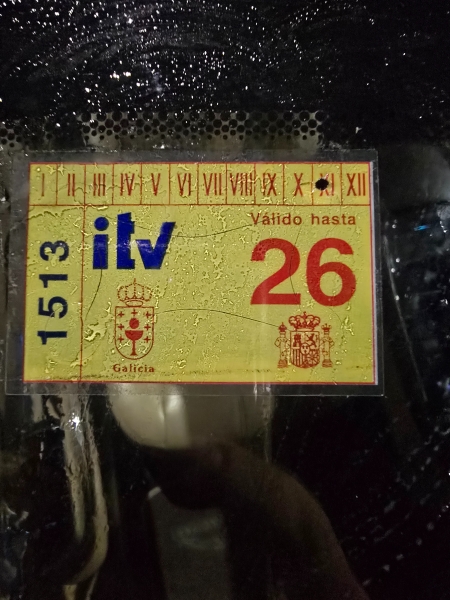 I II III IV V VI VII VIII IX X XI XII
1513
itv
Válido hasta
26
Galicia